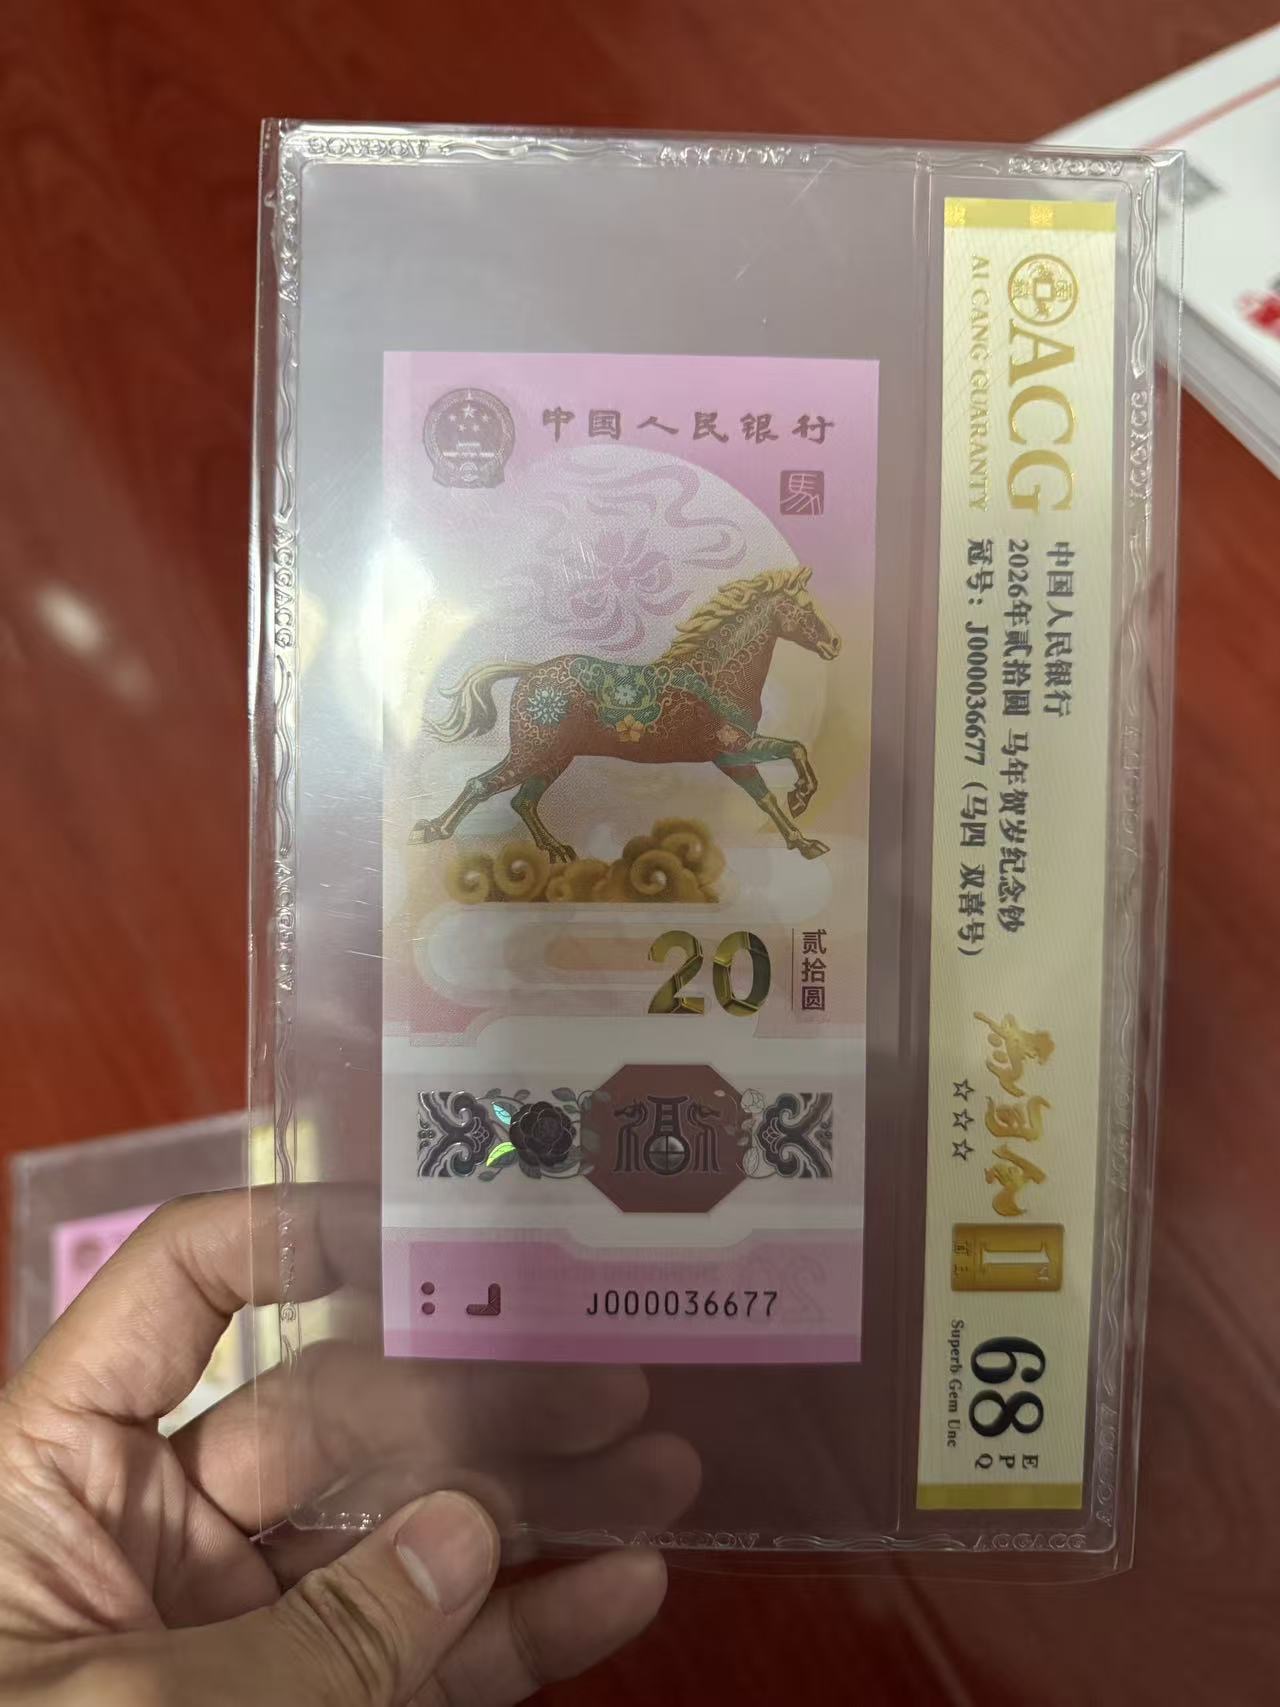 中国人民银行
馬
20
贰拾圆
福
J000036677
ACG
AI CANG GUARANTY
中国人民银行
2026年贰拾圆 马年贺岁纪念钞
冠号：J000036677（马四 双喜号）
☆☆☆
1
68
EPQ
Superb Gem Unc